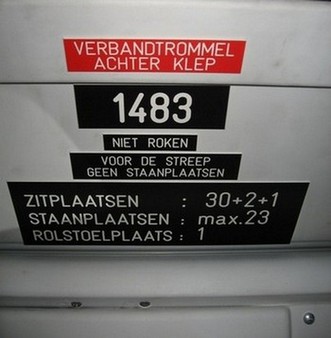 VERBANDTROMMEL
ACHTER KLEP
1483
NIET ROKEN
VOOR DE STREEP
GEEN STAANPLAATSEN
ZITPLAATSEN : 30+2+1
STAANPLAATSEN : max.23
ROLSTOELPLAATS : 1